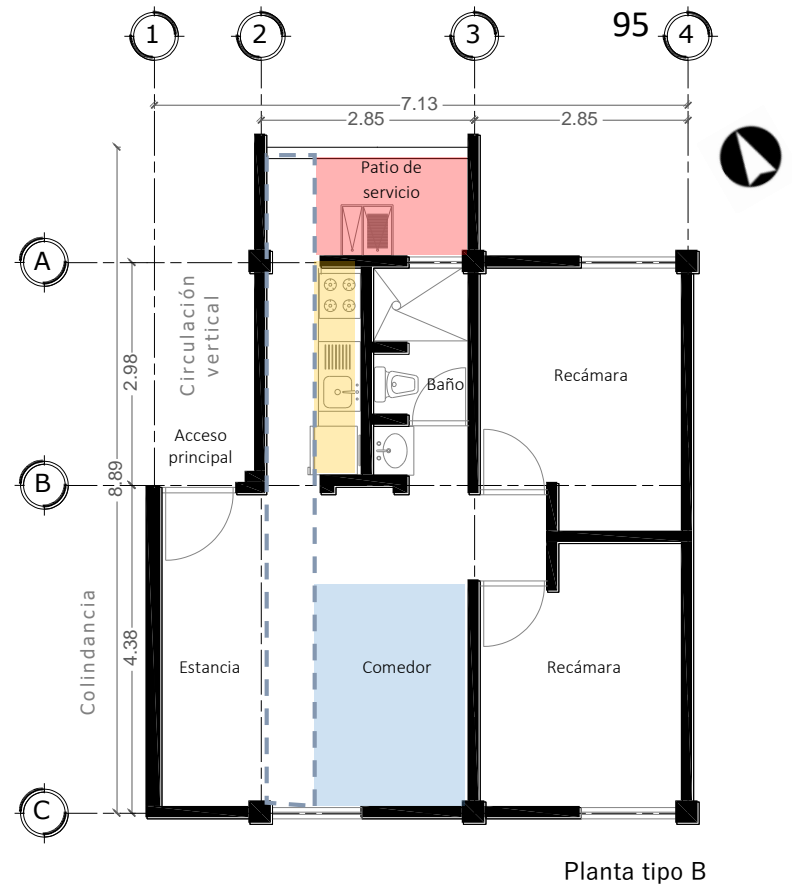 95
1
2
3
4
7.13
2.85
2.85
Patio de
servicio
A
Circulación
vertical
2.98
Baño
Recámara
Acceso
principal
B
8.89
Colindancia
4.38
Estancia
Comedor
Recámara
C
Planta tipo B